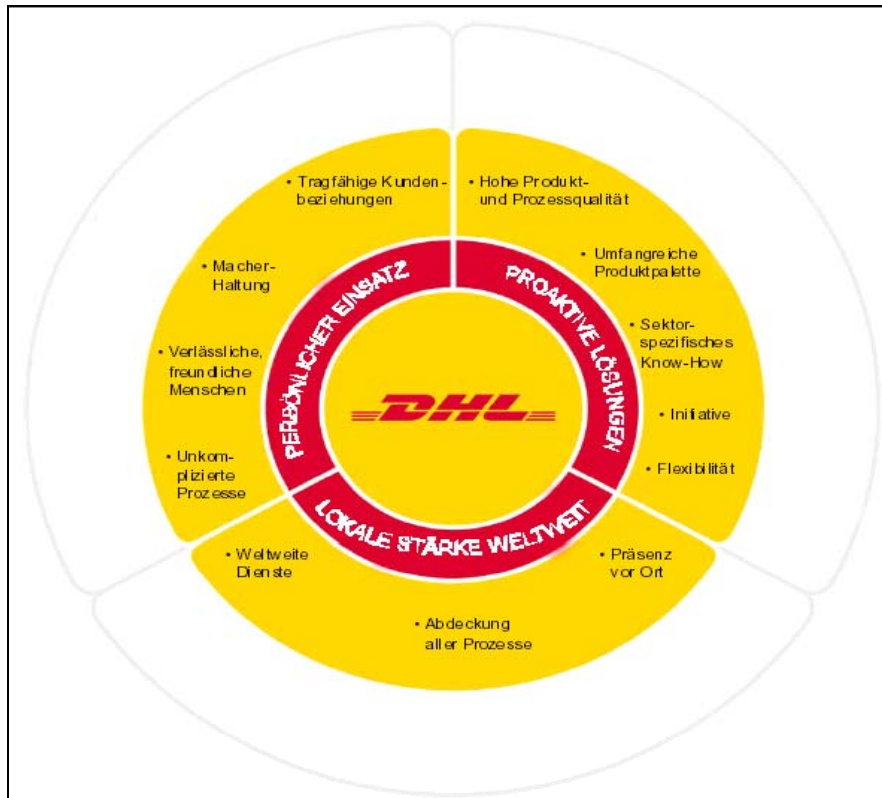 • Tragfähige Kunden-
beziehungen
• Macher-
Haltung
• Verlässliche,
freundliche
Menschen
• Unkom-
plizierte
Prozesse
PERSÖNLICHER EINSATZ
• Hohe Produkt-
und Prozessqualität
• Umfangreiche
Produktpalette
• Sektor-
spezifisches
Know-How
• Initiative
• Flexibilität
PROAKTIVE LÖSUNGEN
DHL
LOKALE STÄRKE WELTWEIT
• Weltweite
Dienste
• Abdeckung
aller Prozesse
• Präsenz
vor Ort